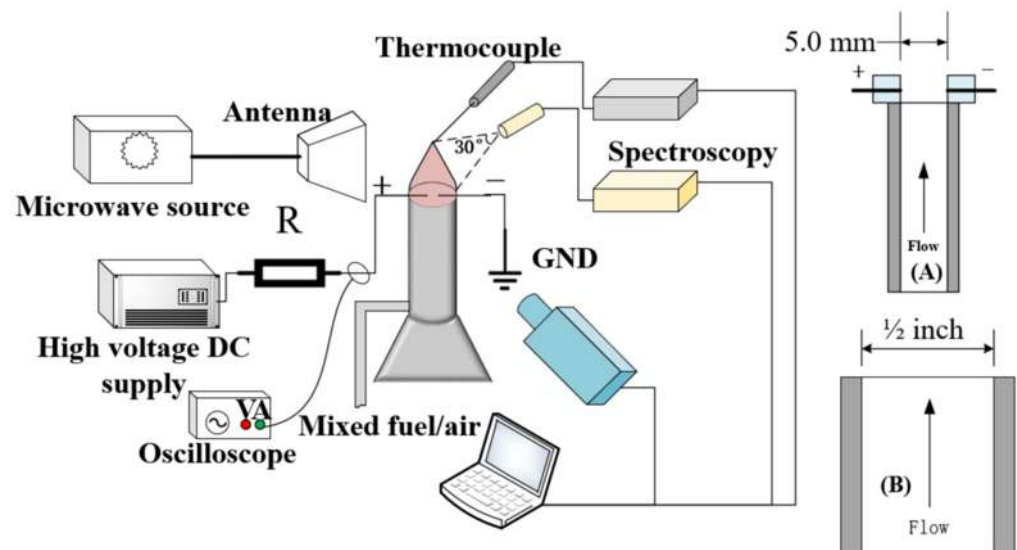 Thermocouple
Antenna
30°
Microwave source
Spectroscopy
+
−
R
GND
High voltage DC
supply
VA
Oscilloscope
Mixed fuel/air
5.0 mm
+
−
Flow
(A)
½ inch
(B)
Flow